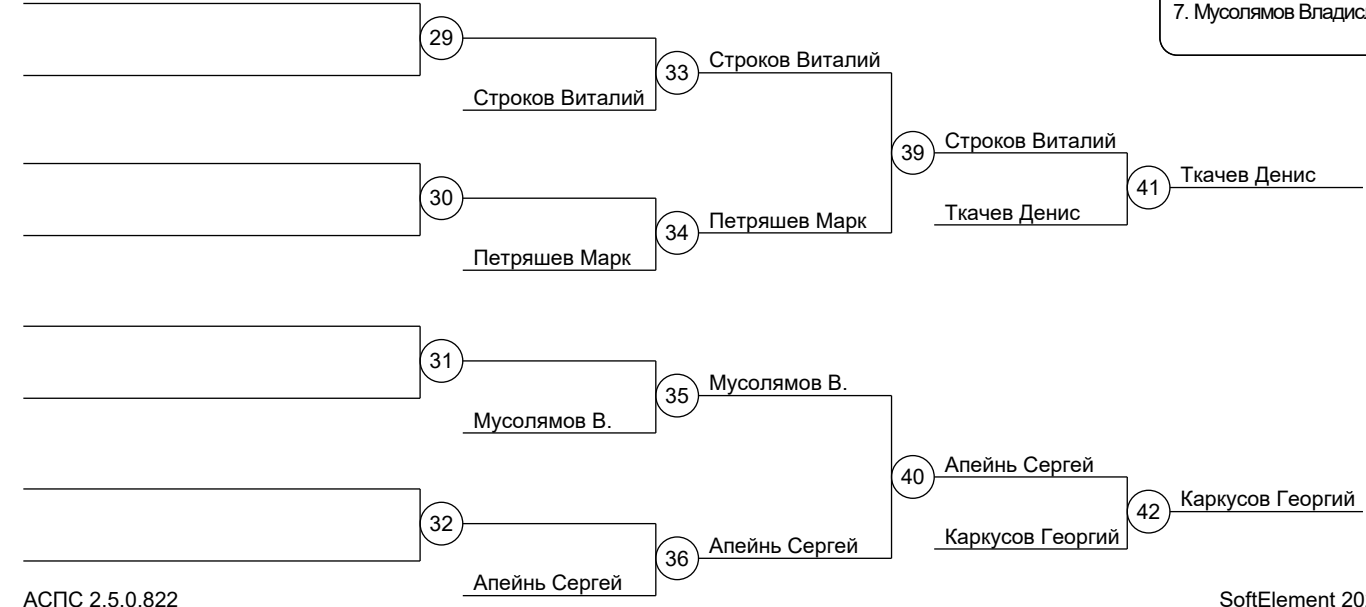 7. Мусолямов Владис
29
33
Строков Виталий
Строков Виталий
39
Строков Виталий
41
Ткачев Денис
30
34
Петряшев Марк
Ткачев Денис
Петряшев Марк
31
35
Мусолямов В.
Мусолямов В.
40
Апейнь Сергей
42
Каркусов Георгий
32
36
Апейнь Сергей
Каркусов Георгий
Апейнь Сергей
АСПС 2.5.0.822
SoftElement 20